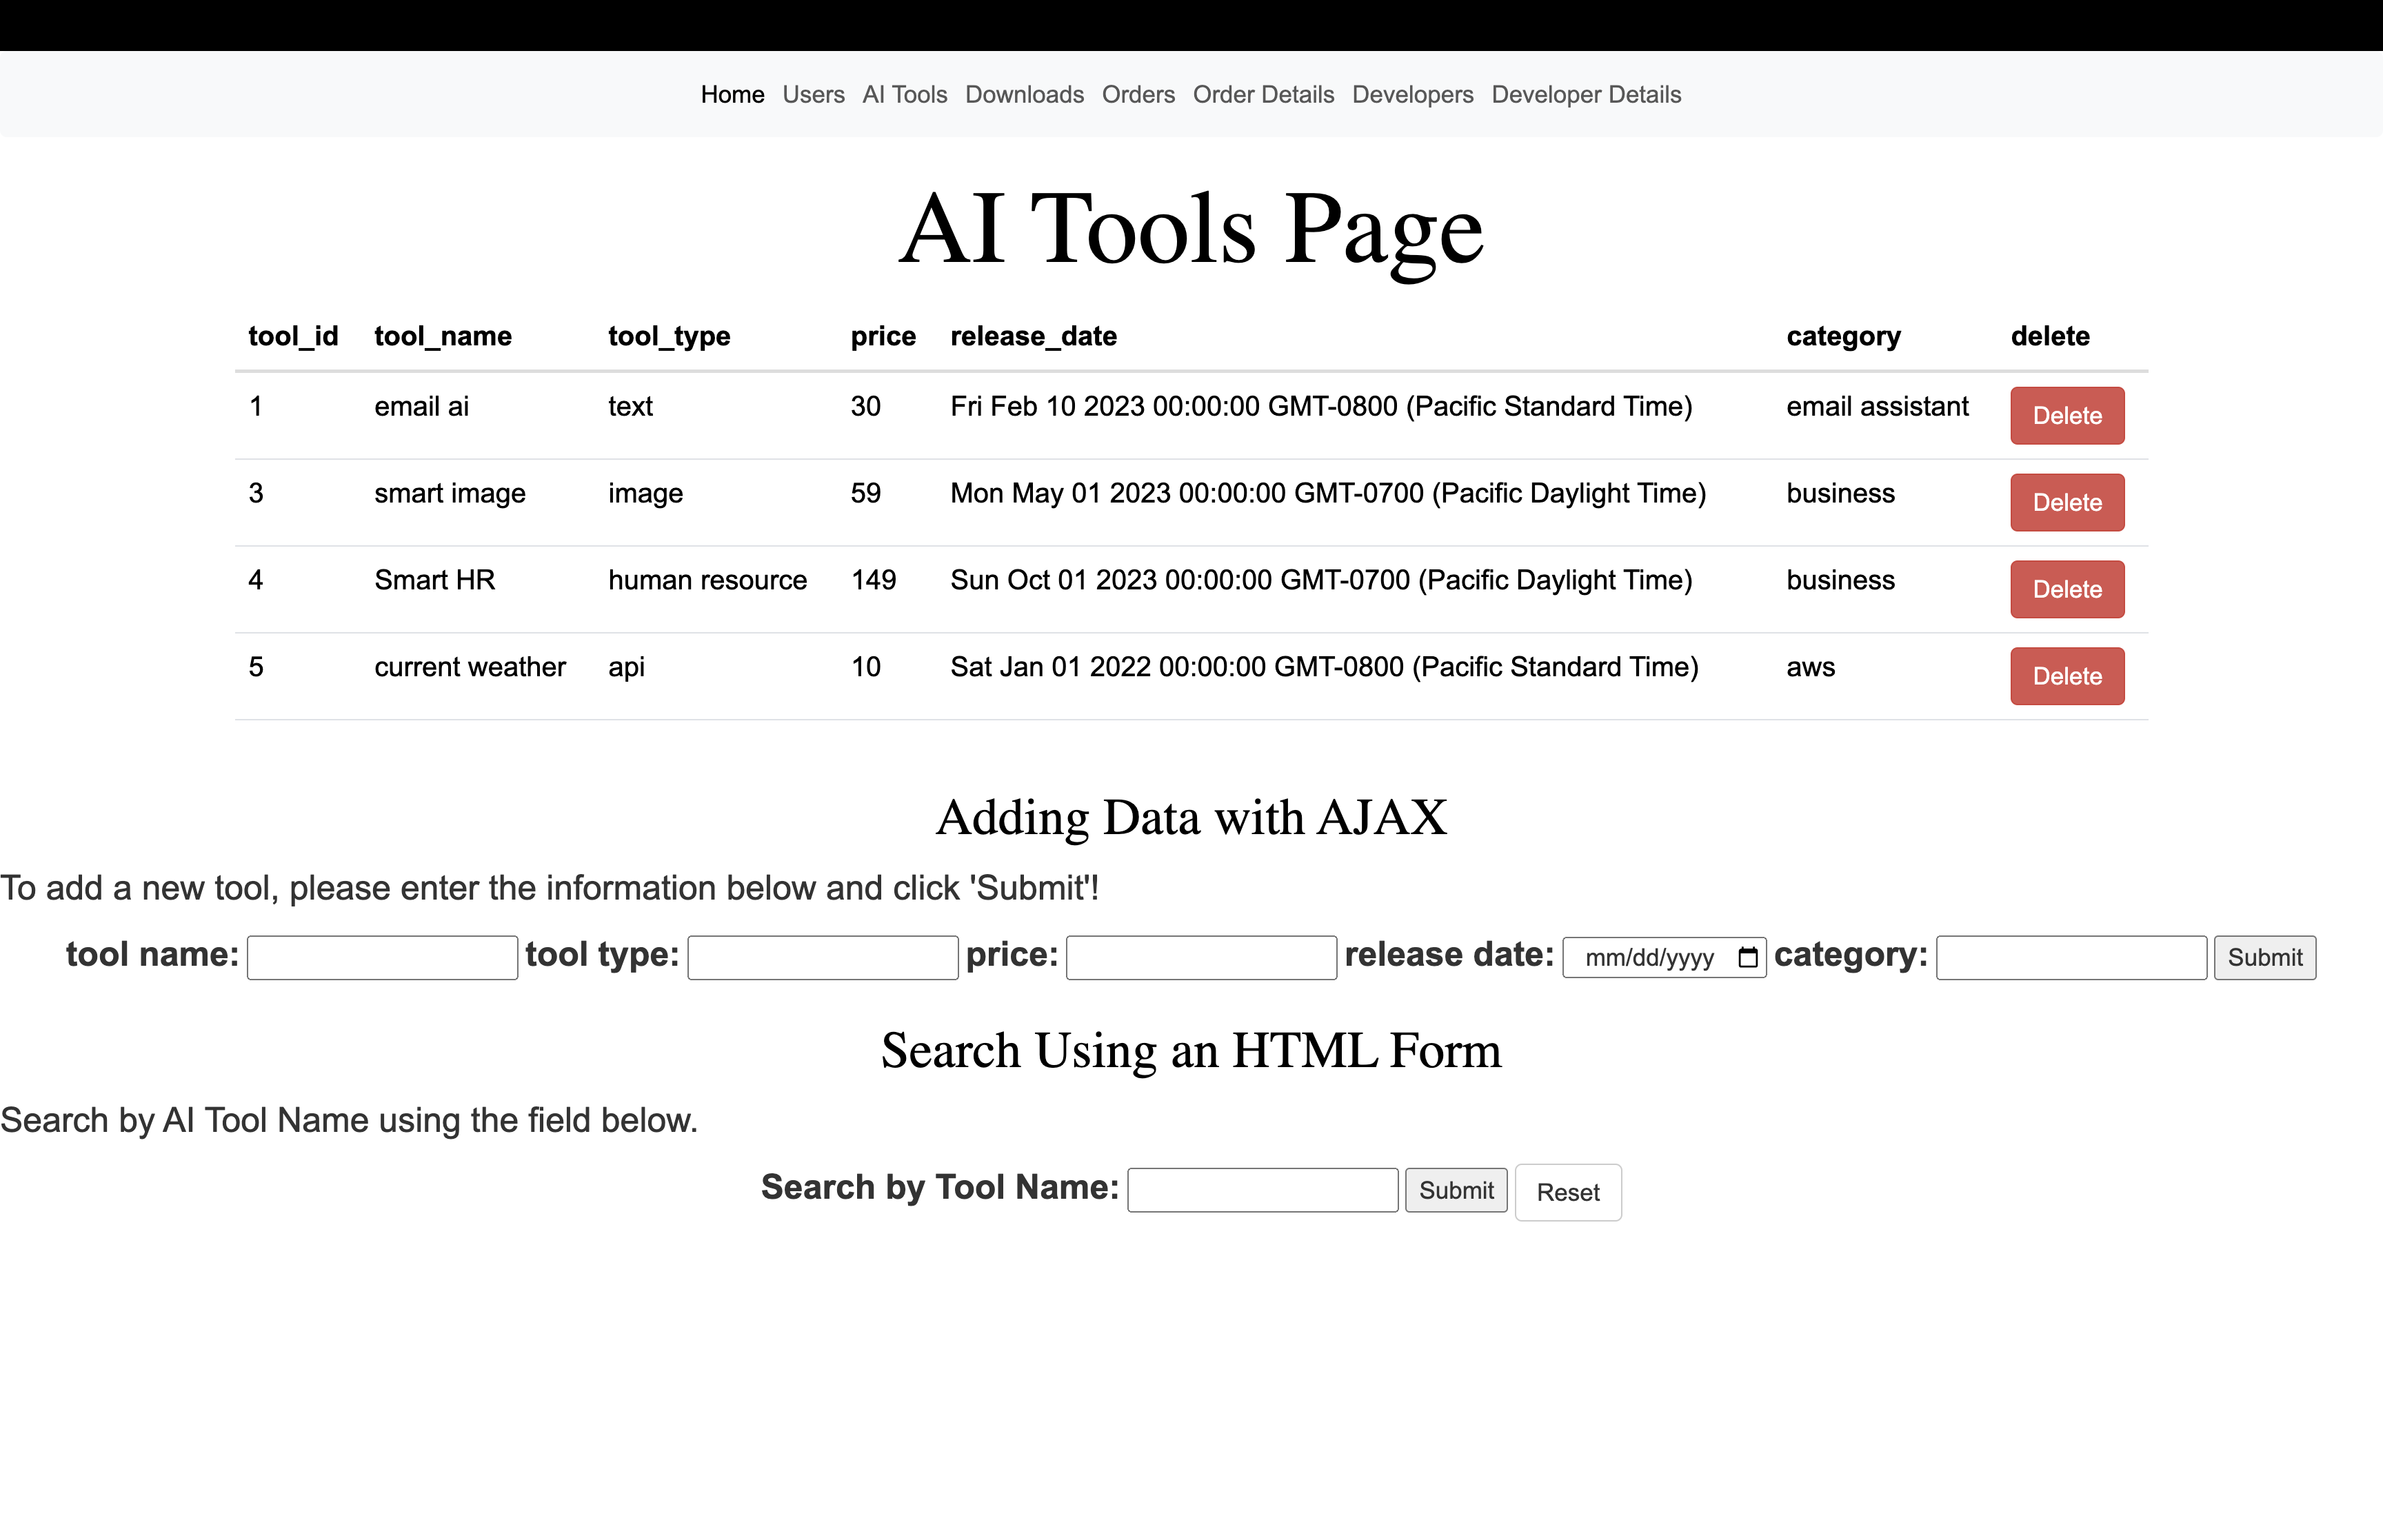 Home Users AI Tools Downloads Orders Order Details Developers Developer Details
AI Tools Page
tool_id tool_name tool_type price release_date category delete
1 email ai text 30 Fri Feb 10 2023 00:00:00 GMT-0800 (Pacific Standard Time) email assistant Delete
3 smart image image 59 Mon May 01 2023 00:00:00 GMT-0700 (Pacific Daylight Time) business Delete
4 Smart HR human resource 149 Sun Oct 01 2023 00:00:00 GMT-0700 (Pacific Daylight Time) business Delete
5 current weather api 10 Sat Jan 01 2022 00:00:00 GMT-0800 (Pacific Standard Time) aws Delete
Adding Data with AJAX
To add a new tool, please enter the information below and click 'Submit'!
tool name: tool type: price: release date: mm/dd/yyyy category: Submit
Search Using an HTML Form
Search by AI Tool Name using the field below.
Search by Tool Name: Submit Reset